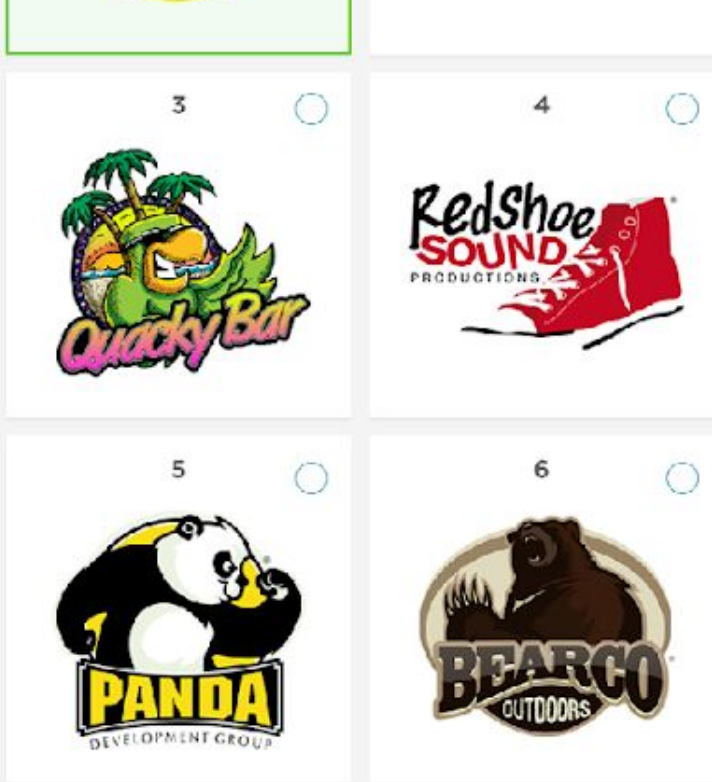 3
4
Quacky Bar
RedShoe
SOUND
PRODUCTIONS
5
6
PANDA
DEVELOPMENT GROUP
BEARCO
OUTDOORS